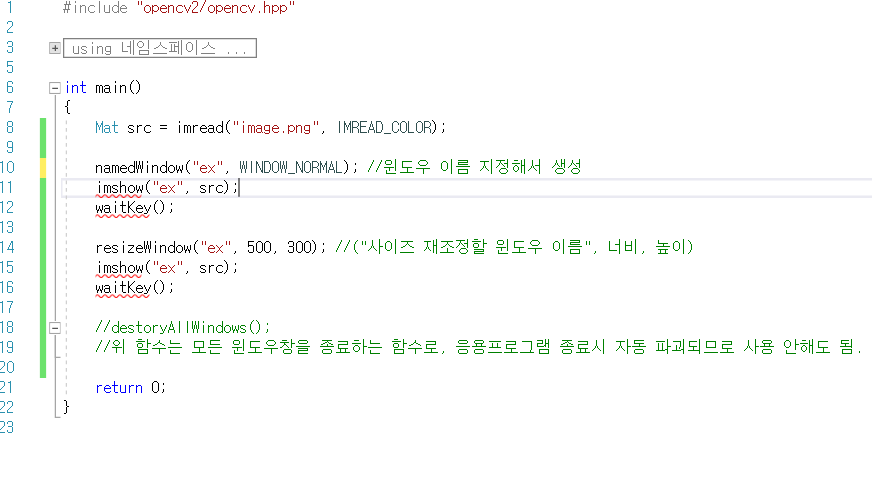 1 #include "opencv2/opencv.hpp"
2
3 using 네임스페이스 ...
5
6 int main()
7 {
8 Mat src = imread("image.png", IMREAD_COLOR);
9
10 namedWindow("ex", WINDOW_NORMAL); //윈도우 이름 지정해서 생성
11 imshow("ex", src);
12 waitKey();
13
14 resizeWindow("ex", 500, 300); //("사이즈 재조정할 윈도우 이름", 너비, 높이)
15 imshow("ex", src);
16 waitKey();
17
18 //destoryAllWindows();
19 //위 함수는 모든 윈도우창을 종료하는 함수로, 응용프로그램 종료시 자동 파괴되므로 사용 안해도 됨.
20
21 return 0;
22 }
23